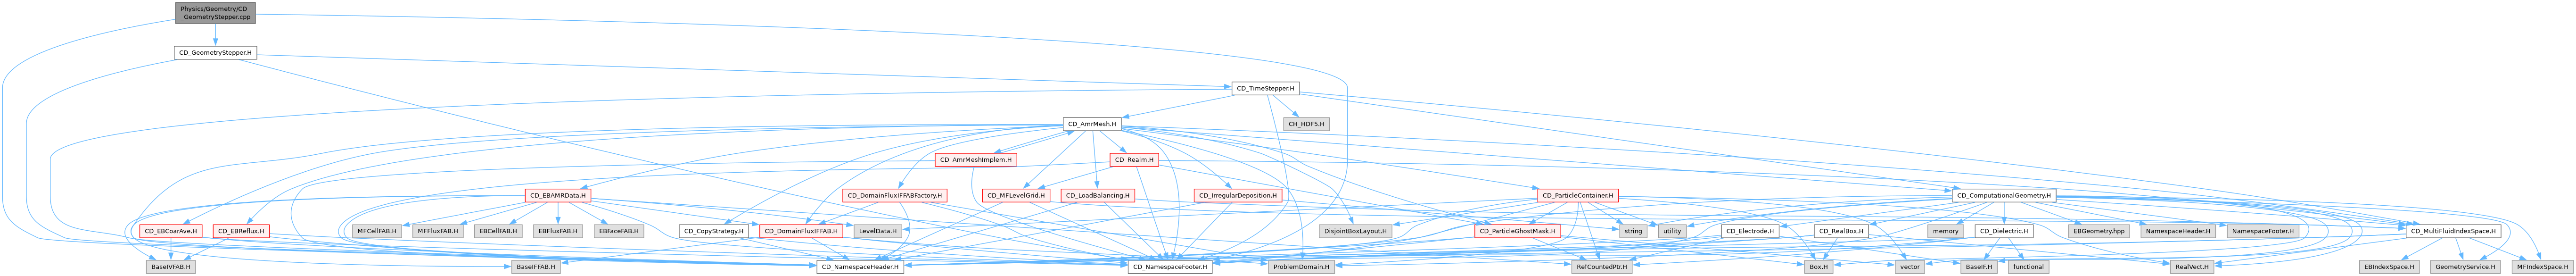 Physics/Geometry/CD
_GeometryStepper.cpp
CD_GeometryStepper.H
CD_TimeStepper.H
CD_AmrMesh.H
CH_HDF5.H
CD_AmrMeshImplem.H
CD_Realm.H
CD_EBAMRData.H
CD_DomainFluxIFFABFactory.H
CD_MFLevelGrid.H
CD_LoadBalancing.H
CD_IrregularDeposition.H
CD_ParticleContainer.H
CD_ComputationalGeometry.H
CD_EBCoarAve.H
CD_EBReflux.H
MFCellFAB.H
MFFluxFAB.H
EBCellFAB.H
EBFluxFAB.H
EBFaceFAB.H
CD_CopyStrategy.H
CD_DomainFluxIFFAB.H
LevelData.H
DisjointBoxLayout.H
CD_ParticleGhostMask.H
string
utility
CD_Electrode.H
CD_RealBox.H
memory
CD_Dielectric.H
EBGeometry.hpp
NamespaceHeader.H
NamespaceFooter.H
CD_MultiFluidIndexSpace.H
BaseIVFAB.H
BaseIFFAB.H
CD_NamespaceHeader.H
CD_NamespaceFooter.H
ProblemDomain.H
RefCountedPtr.H
Box.H
vector
BaseIF.H
functional
RealVect.H
EBIndexSpace.H
GeometryService.H
MFIndexSpace.H